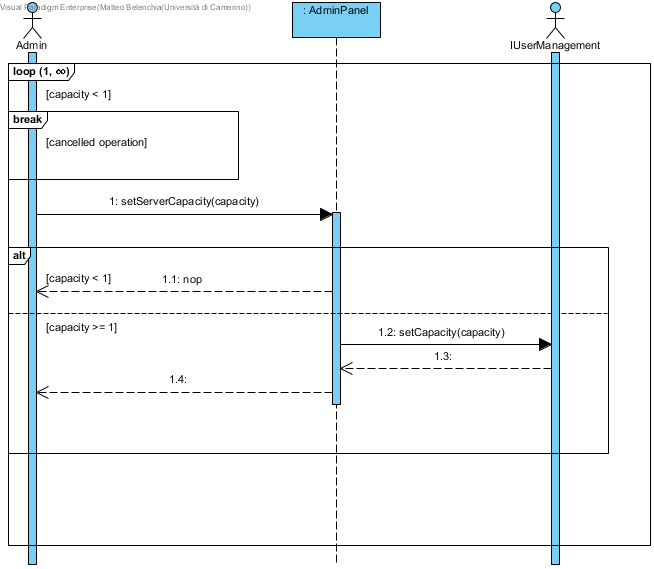 Visual Paradigm Enterprise(Matteo Belenchia(Università di Camerino))
: AdminPanel
Admin
IUserManagement
loop (1, ∞)
[capacity < 1]
break
[cancelled operation]
1: setServerCapacity(capacity)
alt
[capacity < 1]
1.1: nop
[capacity >= 1]
1.2: setCapacity(capacity)
1.3:
1.4: